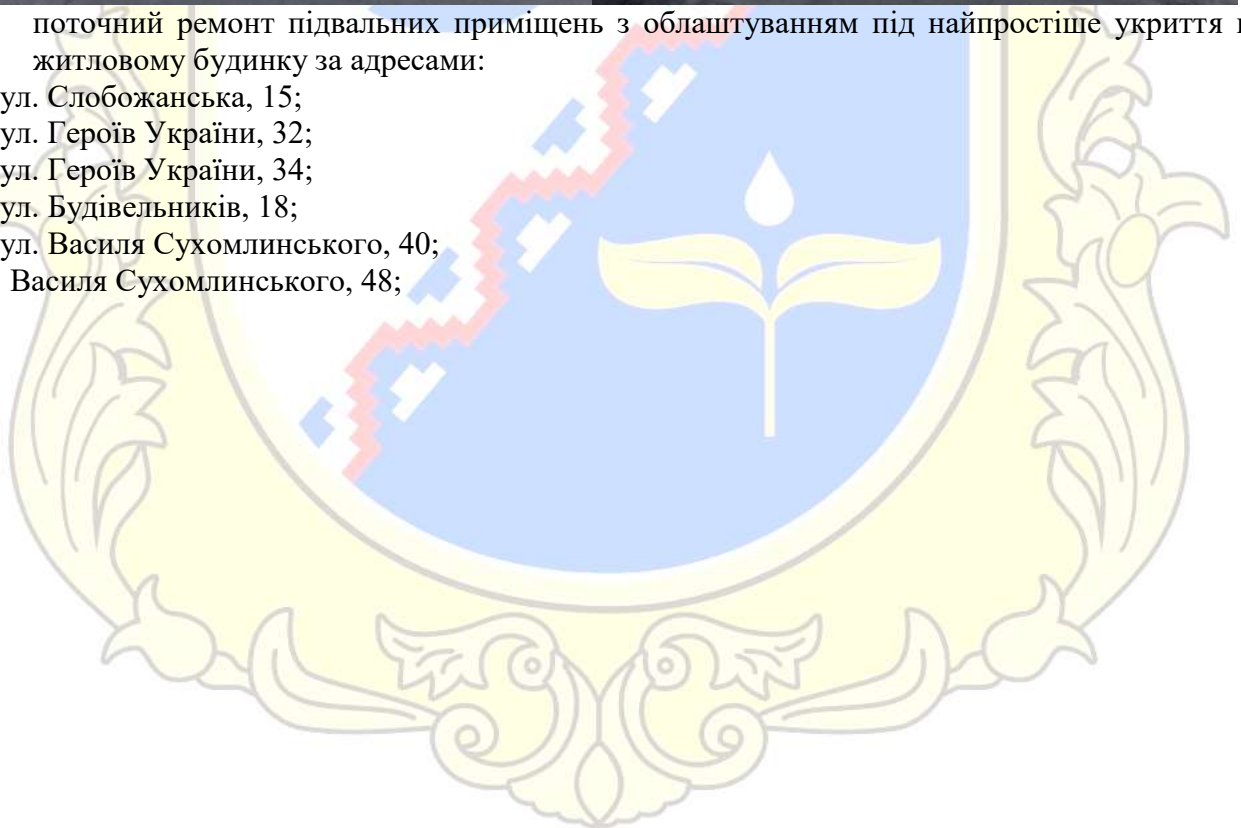 поточний ремонт підвальних приміщень з облаштуванням під найпростіше укриття
житловому будинку за адресами:
ул. Слобожанська, 15;
ул. Героїв України, 32;
ул. Героїв України, 34;
ул. Будівельників, 18;
ул. Василя Сухомлинського, 40;
Василя Сухомлинського, 48;